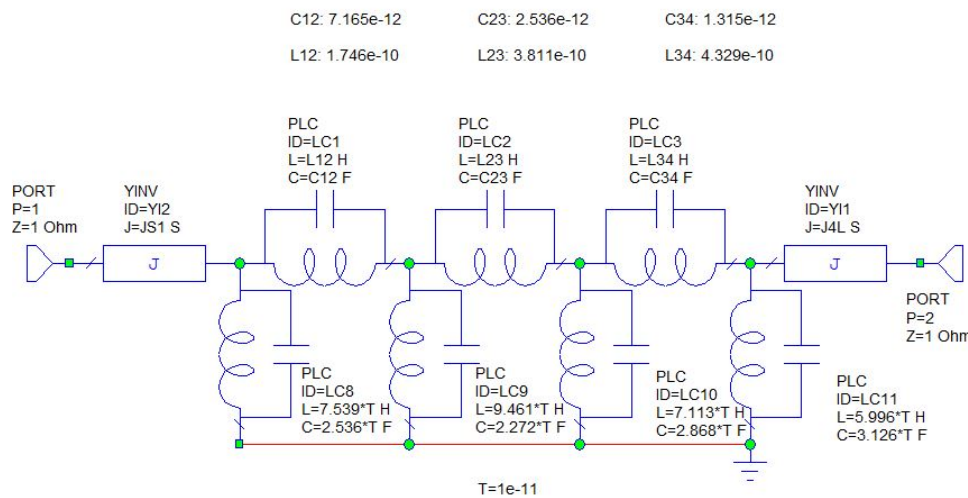 C12: 7.165e-12
C23: 2.536e-12
C34: 1.315e-12
L12: 1.746e-10
L23: 3.811e-10
L34: 4.329e-10
PLC
ID=LC1
L=L12 H
C=C12 F
PLC
ID=LC2
L=L23 H
C=C23 F
PLC
ID=LC3
L=L34 H
C=C34 F
PORT
P=1
Z=1 Ohm
YINV
ID=YI2
J=JS1 S
J
YINV
ID=YI1
J=J4L S
J
PORT
P=2
Z=1 Ohm
PLC
ID=LC8
L=7.539*T H
C=2.536*T F
PLC
ID=LC9
L=9.461*T H
C=2.272*T F
PLC
ID=LC10
L=7.113*T H
C=2.868*T F
PLC
ID=LC11
L=5.996*T H
C=3.126*T F
T=1e-11